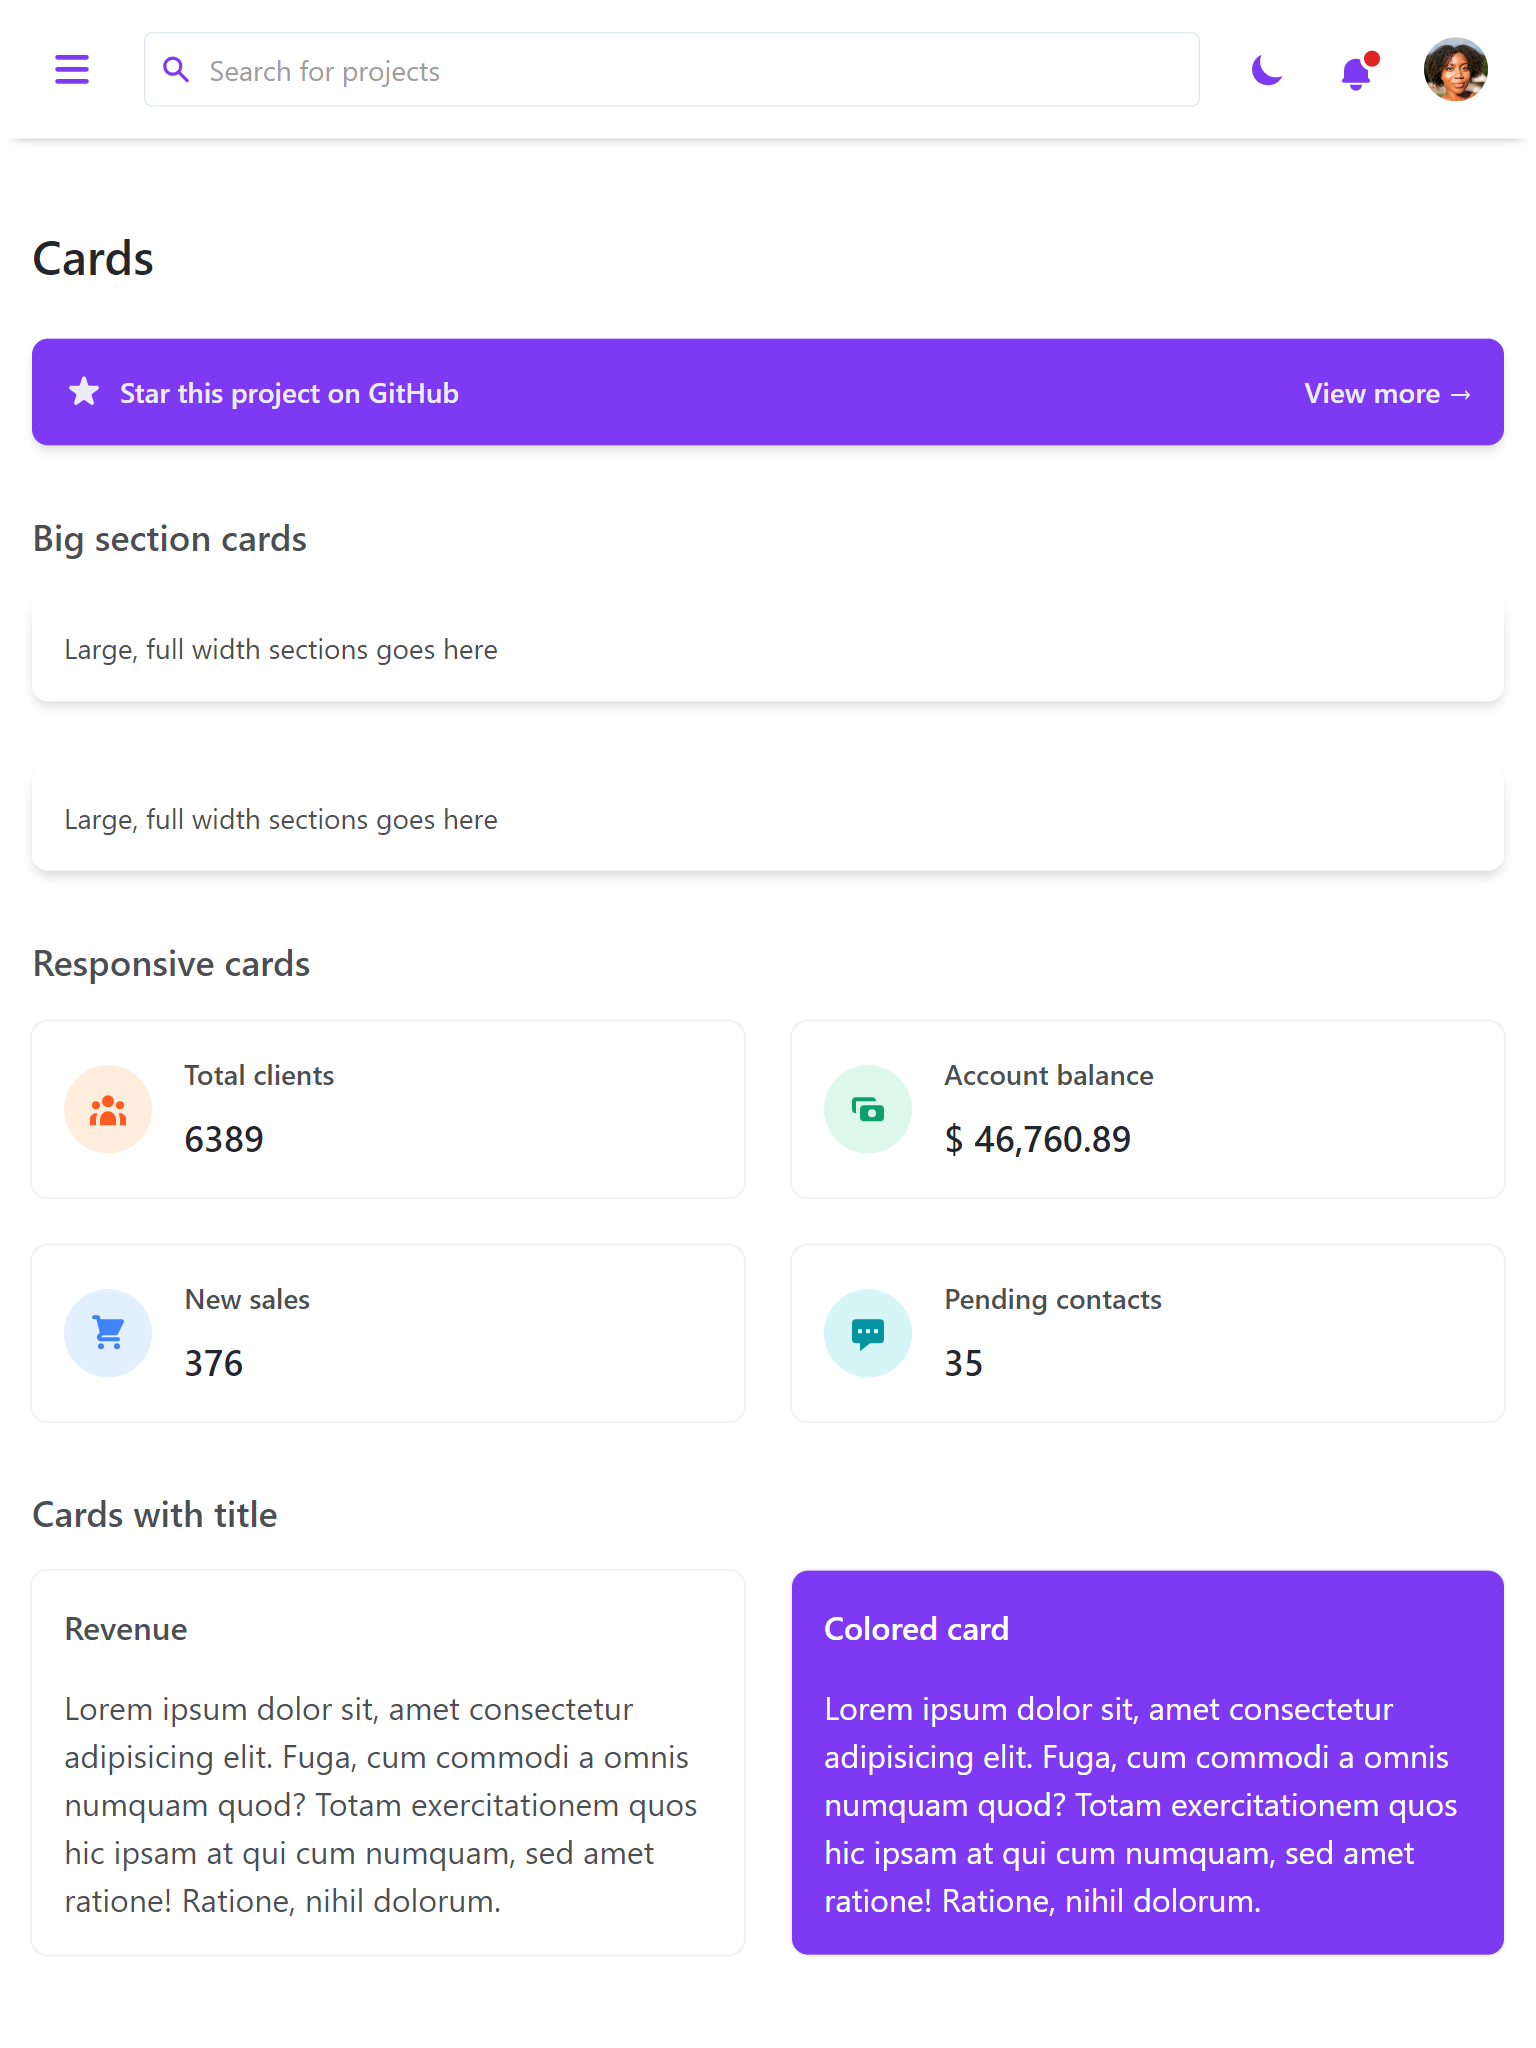 Search for projects
Cards
Star this project on GitHub
View more →
Big section cards
Large, full width sections goes here
Large, full width sections goes here
Responsive cards
Total clients
6389
Account balance
$ 46,760.89
New sales
376
Pending contacts
35
Cards with title
Revenue
Lorem ipsum dolor sit, amet consectetur
adipisicing elit. Fuga, cum commodi a omnis
numquam quod? Totam exercitationem quos
hic ipsam at qui cum numquam, sed amet
ratione! Ratione, nihil dolorum.
Colored card
Lorem ipsum dolor sit, amet consectetur
adipisicing elit. Fuga, cum commodi a omnis
numquam quod? Totam exercitationem quos
hic ipsam at qui cum numquam, sed amet
ratione! Ratione, nihil dolorum.